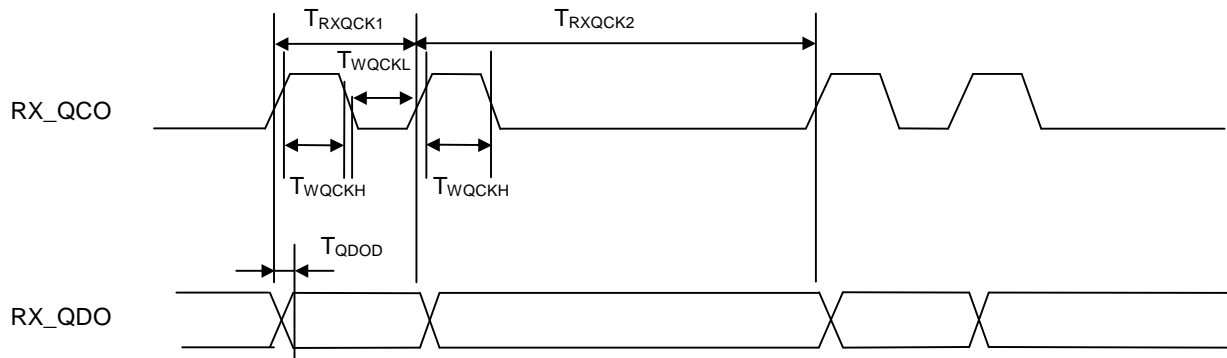 TRXQCK1
TRXQCK2
TWQCKL
RX_QCO
TWQCKH
TWQCKH
TQDOD
RX_QDO